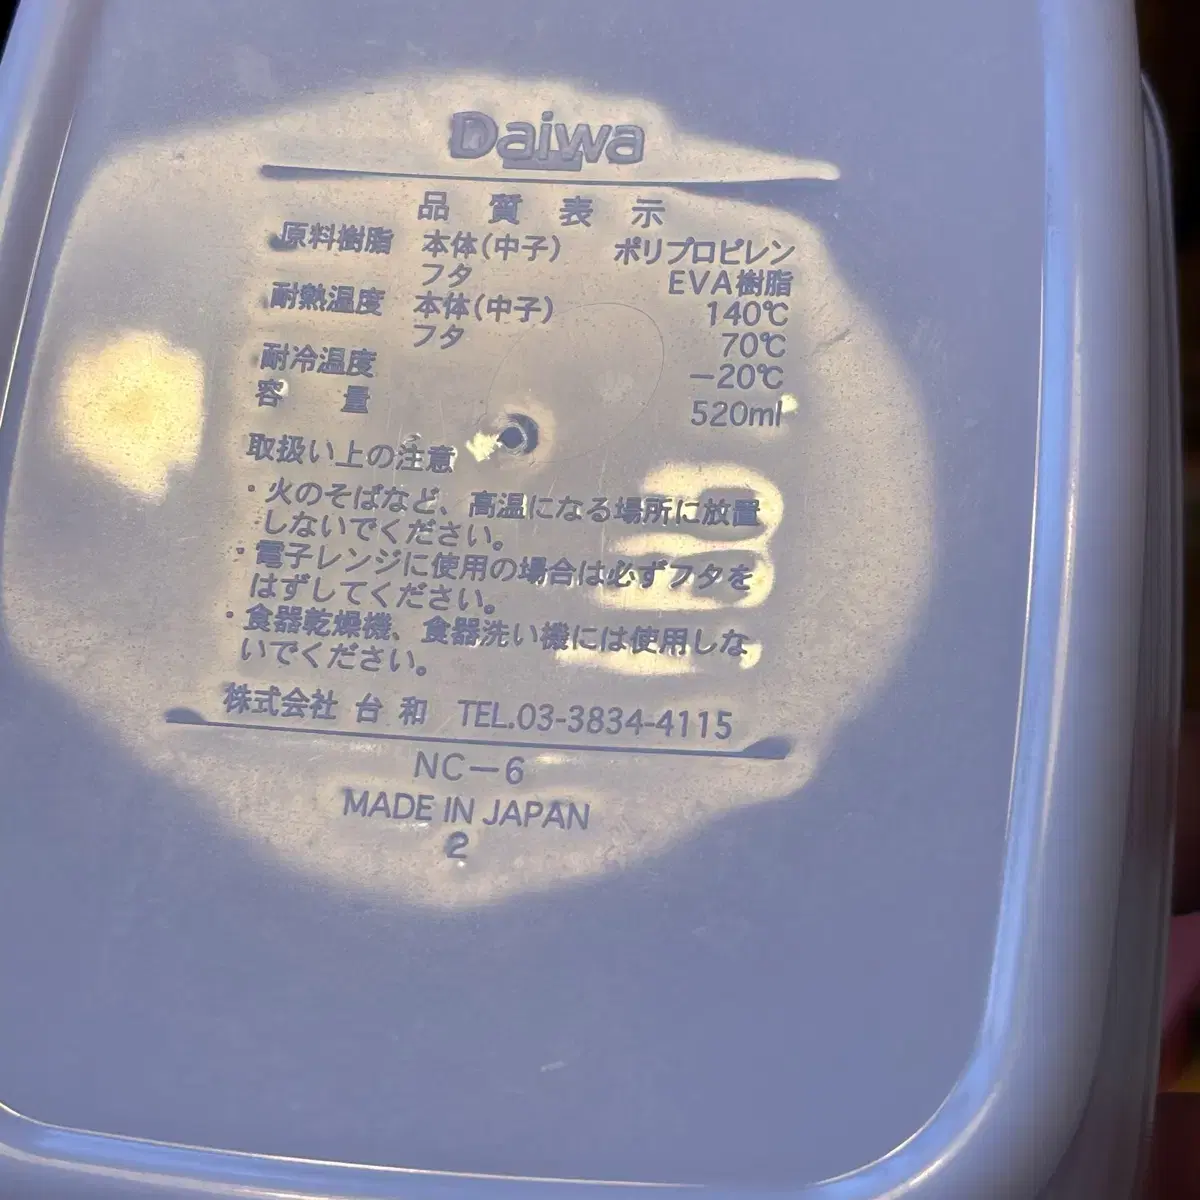 Daiwa
品質表示
原料樹脂 本体(中子) ポリプロピレン
フタ EVA樹脂
耐熱温度 本体(中子) 140℃
フタ 70℃
耐冷温度 −20℃
容量 520ml
取扱い上の注意
・火のそばなど、高温になる場所に放置
しないでください。
・電子レンジに使用の場合は必ずフタを
はずしてください。
・食器乾燥機、食器洗い機には使用しな
いでください。
株式会社 台和 TEL.03-3834-4115
NC−6
MADE IN JAPAN
2